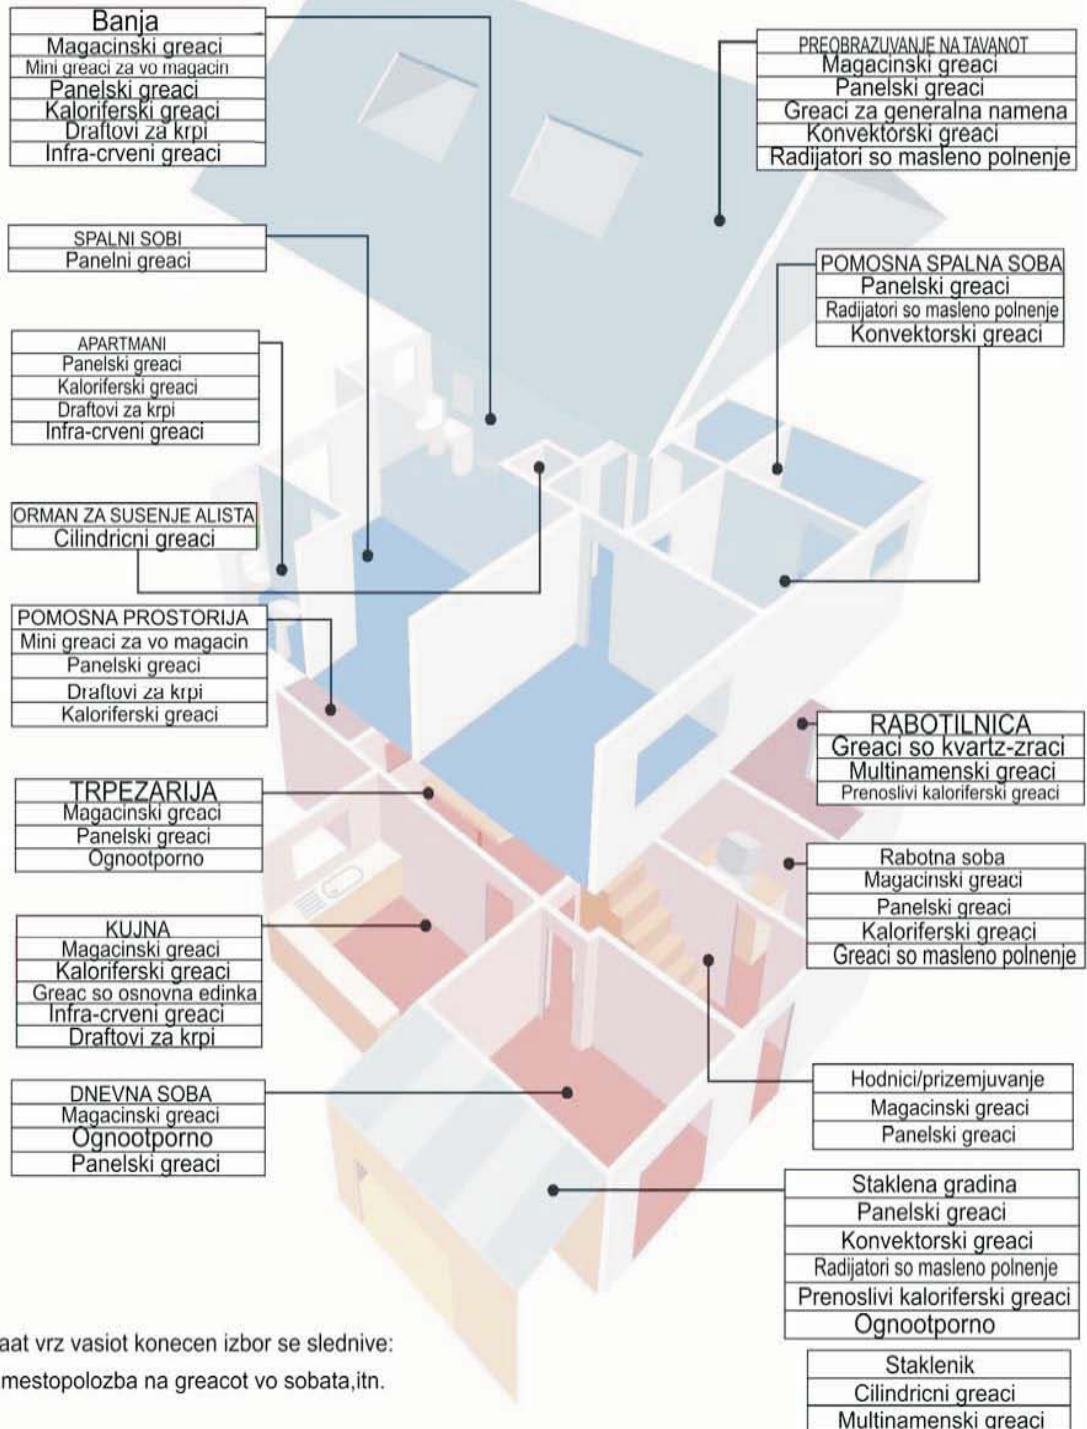 Banja
Magacinski greaci
Mini greaci za vo magacin
Panelski greaci
Kaloriferski greaci
Draftovi za krpi
Infra-crveni greaci
SPALNI SOBI
Panelni greaci
APARTMANI
Panelski greaci
Kaloriferski greaci
Draftovi za krpi
Infra-crveni greaci
ORMAN ZA SUSENJE ALISTA
Cilindricni greaci
POMOSNA PROSTORIJA
Mini greaci za vo magacin
Panelski greaci
Draftovi za krpi
Kaloriferski greaci
TRPEZARIJA
Magacinski greaci
Panelski greaci
Ognootporno
KUJNA
Magacinski greaci
Kaloriferski greaci
Greac so osnovna edinka
Infra-crveni greaci
Draftovi za krpi
DNEVNA SOBA
Magacinski greaci
Ognootporno
Panelski greaci
aat vrz vasiot konecen izbor se slednive:
mestopolozba na greacot vo sobata,itn.
PREOBRAZUVANJE NA TAVANOT
Magacinski greaci
Panelski greaci
Greaci za generalna namena
Konvektorski greaci
Radijatori so masleno polnenje
POMOSNA SPALNA SOBA
Panelski greaci
Radijatori so masleno polnenje
Konvektorski greaci
RABOTILNICA
Greaci so kvartz-zraci
Multinamenski greaci
Prenoslivi kaloriferski greaci
Rabotna soba
Magacinski greaci
Panelski greaci
Kaloriferski greaci
Greaci so masleno polnenje
Hodnici/prizemjuvanje
Magacinski greaci
Panelski greaci
Staklena gradina
Panelski greaci
Konvektorski greaci
Radijatori so masleno polnenje
Prenoslivi kaloriferski greaci
Ognootporno
Staklenik
Cilindricni greaci
Multinamenski greaci